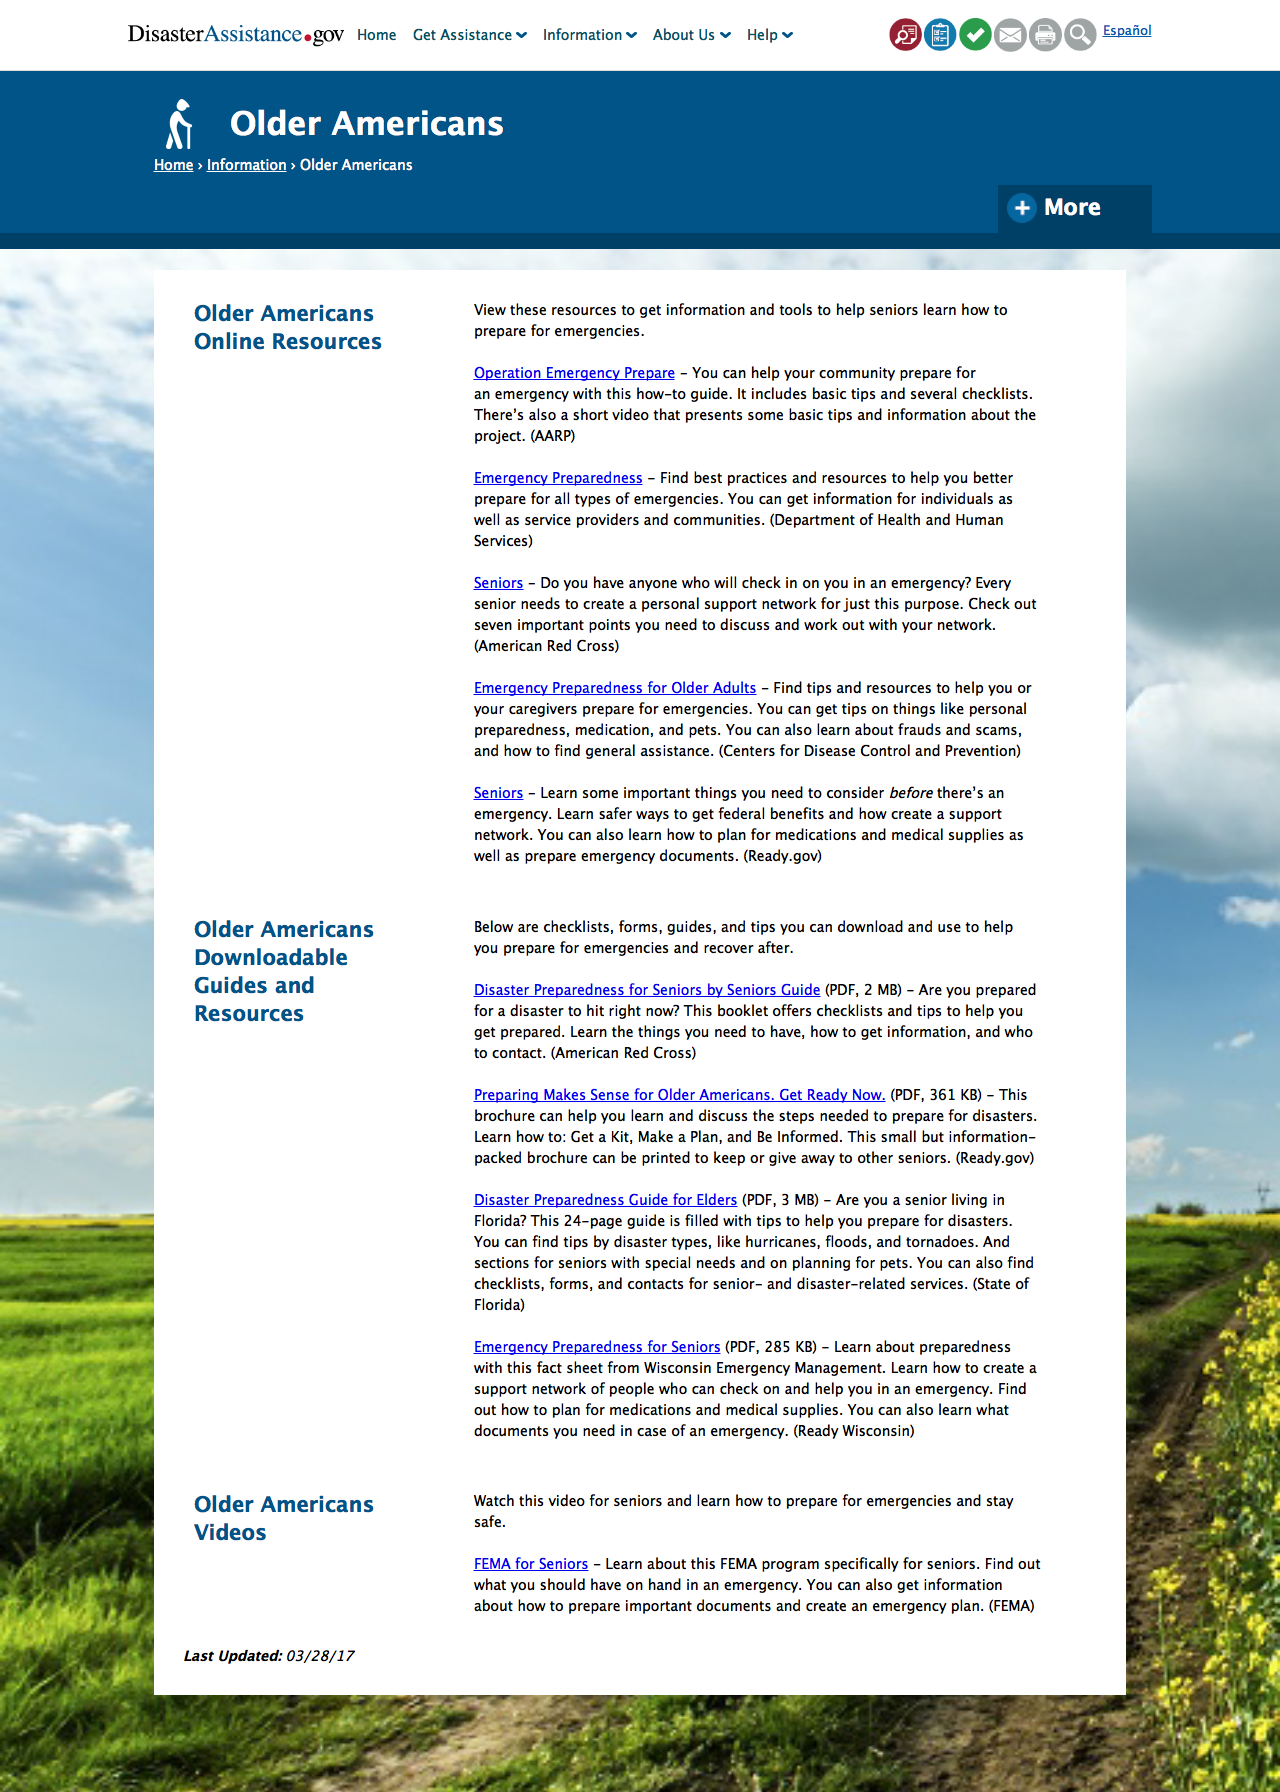 DisasterAssistance.gov Home Get Assistance Information About Us Help Español
Older Americans
Home › Information › Older Americans
More
Older Americans
Online Resources
View these resources to get information and tools to help seniors learn how to
prepare for emergencies.
Operation Emergency Prepare – You can help your community prepare for
an emergency with this how-to guide. It includes basic tips and several checklists.
There's also a short video that presents some basic tips and information about the
project. (AARP)
Emergency Preparedness – Find best practices and resources to help you better
prepare for all types of emergencies. You can get information for individuals as
well as service providers and communities. (Department of Health and Human
Services)
Seniors – Do you have anyone who will check in on you in an emergency? Every
senior needs to create a personal support network for just this purpose. Check out
seven important points you need to discuss and work out with your network.
(American Red Cross)
Emergency Preparedness for Older Adults – Find tips and resources to help you or
your caregivers prepare for emergencies. You can get tips on things like personal
preparedness, medication, and pets. You can also learn about frauds and scams,
and how to find general assistance. (Centers for Disease Control and Prevention)
Seniors – Learn some important things you need to consider before there's an
emergency. Learn safer ways to get federal benefits and how create a support
network. You can also learn how to plan for medications and medical supplies as
well as prepare emergency documents. (Ready.gov)
Older Americans
Downloadable
Guides and
Resources
Below are checklists, forms, guides, and tips you can download and use to help
you prepare for emergencies and recover after.
Disaster Preparedness for Seniors by Seniors Guide (PDF, 2 MB) – Are you prepared
for a disaster to hit right now? This booklet offers checklists and tips to help you
get prepared. Learn the things you need to have, how to get information, and who
to contact. (American Red Cross)
Preparing Makes Sense for Older Americans. Get Ready Now. (PDF, 361 KB) – This
brochure can help you learn and discuss the steps needed to prepare for disasters.
Learn how to: Get a Kit, Make a Plan, and Be Informed. This small but information-
packed brochure can be printed to keep or give away to other seniors. (Ready.gov)
Disaster Preparedness Guide for Elders (PDF, 3 MB) – Are you a senior living in
Florida? This 24-page guide is filled with tips to help you prepare for disasters.
You can find tips by disaster types, like hurricanes, floods, and tornadoes. And
sections for seniors with special needs and on planning for pets. You can also find
checklists, forms, and contacts for senior- and disaster-related services. (State of
Florida)
Emergency Preparedness for Seniors (PDF, 285 KB) – Learn about preparedness
with this fact sheet from Wisconsin Emergency Management. Learn how to create a
support network of people who can check on and help you in an emergency. Find
out how to plan for medications and medical supplies. You can also learn what
documents you need in case of an emergency. (Ready Wisconsin)
Older Americans
Videos
Watch this video for seniors and learn how to prepare for emergencies and stay
safe.
FEMA for Seniors – Learn about this FEMA program specifically for seniors. Find out
what you should have on hand in an emergency. You can also get information
about how to prepare important documents and create an emergency plan. (FEMA)
Last Updated: 03/28/17